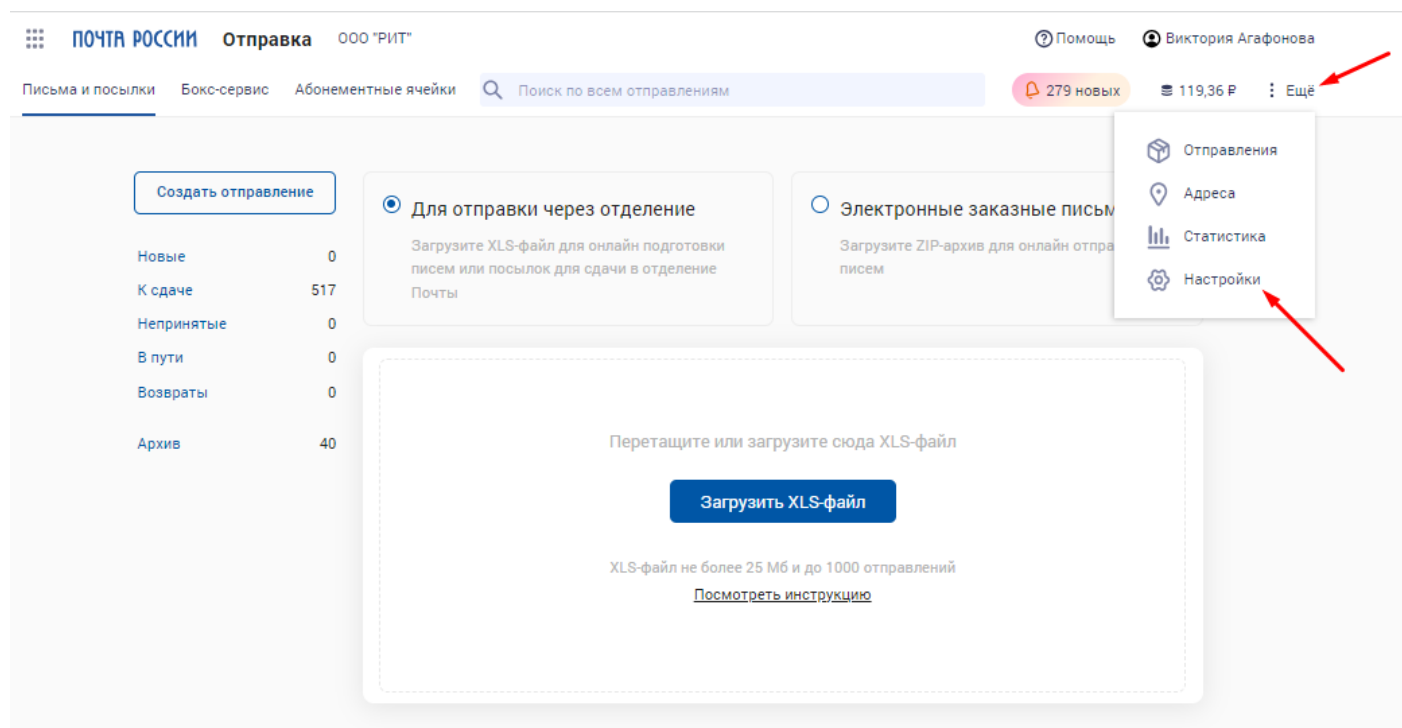 ПОЧТА РОССИИ Отправка ООО "РИТ" Помощь Виктория Агафонова
Письма и посылки Бокс-сервис Абонементные ячейки Поиск по всем отправлениям 279 новых 119,36 ₽ Ещё
Отправления
Адреса
Статистика
Настройки
Создать отправление
Новые 0
К сдаче 517
Непринятые 0
В пути 0
Возвраты 0
Архив 40
Для отправки через отделение
Загрузите XLS-файл для онлайн подготовки
писем или посылок для сдачи в отделение
Почты
Электронные заказные письм
Загрузите ZIP-архив для онлайн отпра
писем
Перетащите или загрузите сюда XLS-файл
Загрузить XLS-файл
XLS-файл не более 25 Мб и до 1000 отправлений
Посмотреть инструкцию